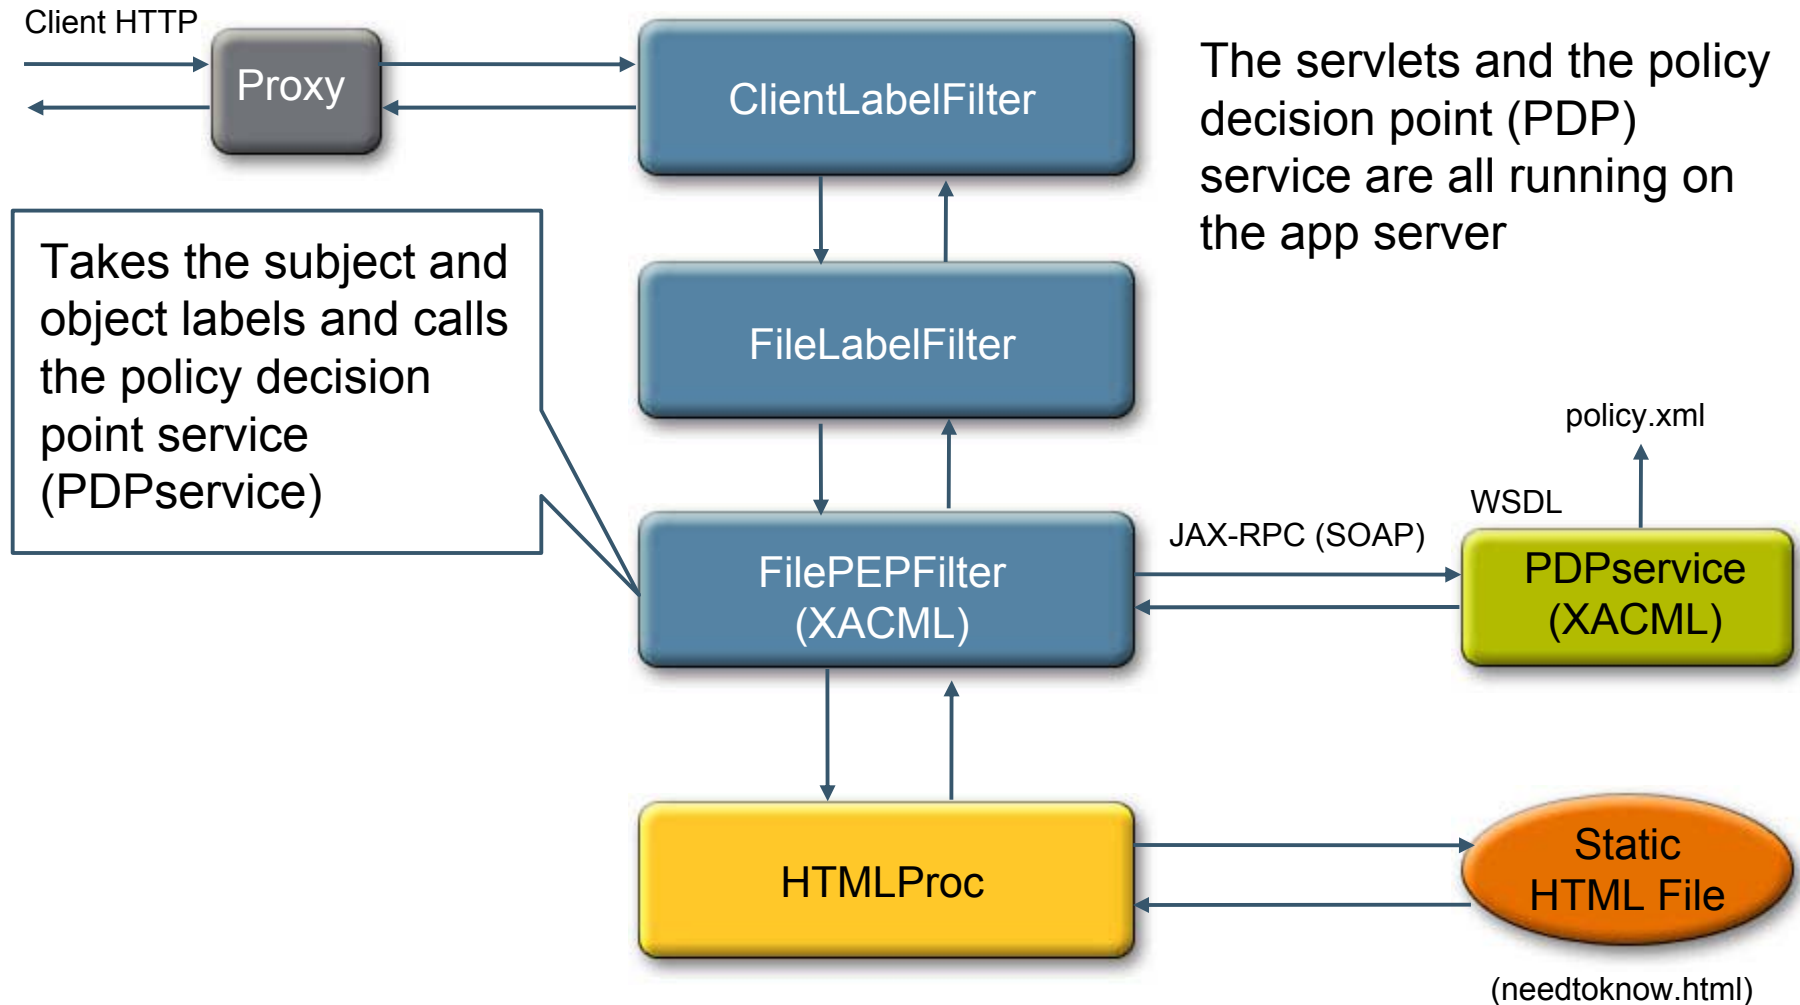 Client HTTP
Proxy
ClientLabelFilter
The servlets and the policy
decision point (PDP)
service are all running on
the app server
Takes the subject and
object labels and calls
the policy decision
point service
(PDPservice)
FileLabelFilter
policy.xml
WSDL
JAX-RPC (SOAP)
FilePEPFilter
(XACML)
PDPservice
(XACML)
HTMLProc
Static
HTML File
(needtoknow.html)